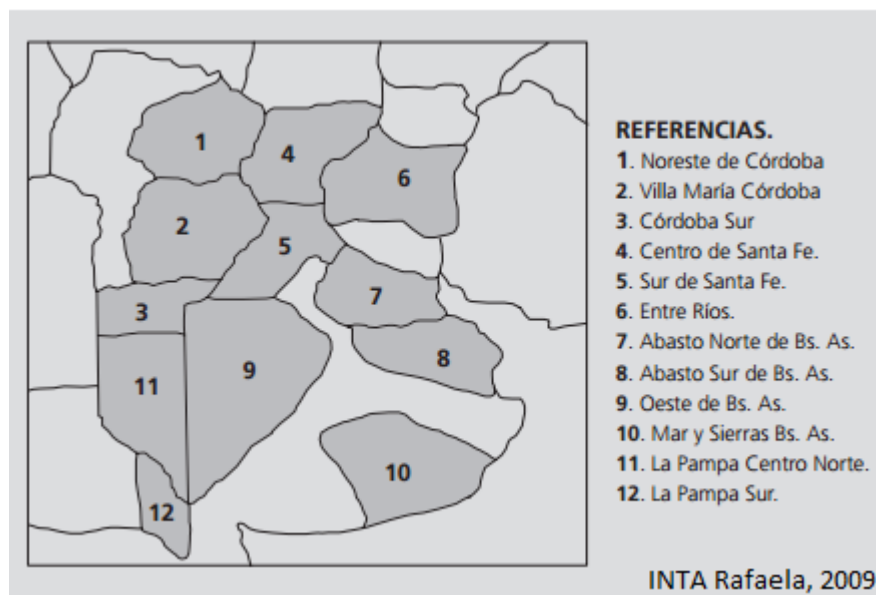 1
4
6
2
5
7
3
8
9
11
10
12
REFERENCIAS.
1. Noreste de Córdoba
2. Villa María Córdoba
3. Córdoba Sur
4. Centro de Santa Fe.
5. Sur de Santa Fe.
6. Entre Ríos.
7. Abasto Norte de Bs. As.
8. Abasto Sur de Bs. As.
9. Oeste de Bs. As.
10. Mar y Sierras Bs. As.
11. La Pampa Centro Norte.
12. La Pampa Sur.
INTA Rafaela, 2009